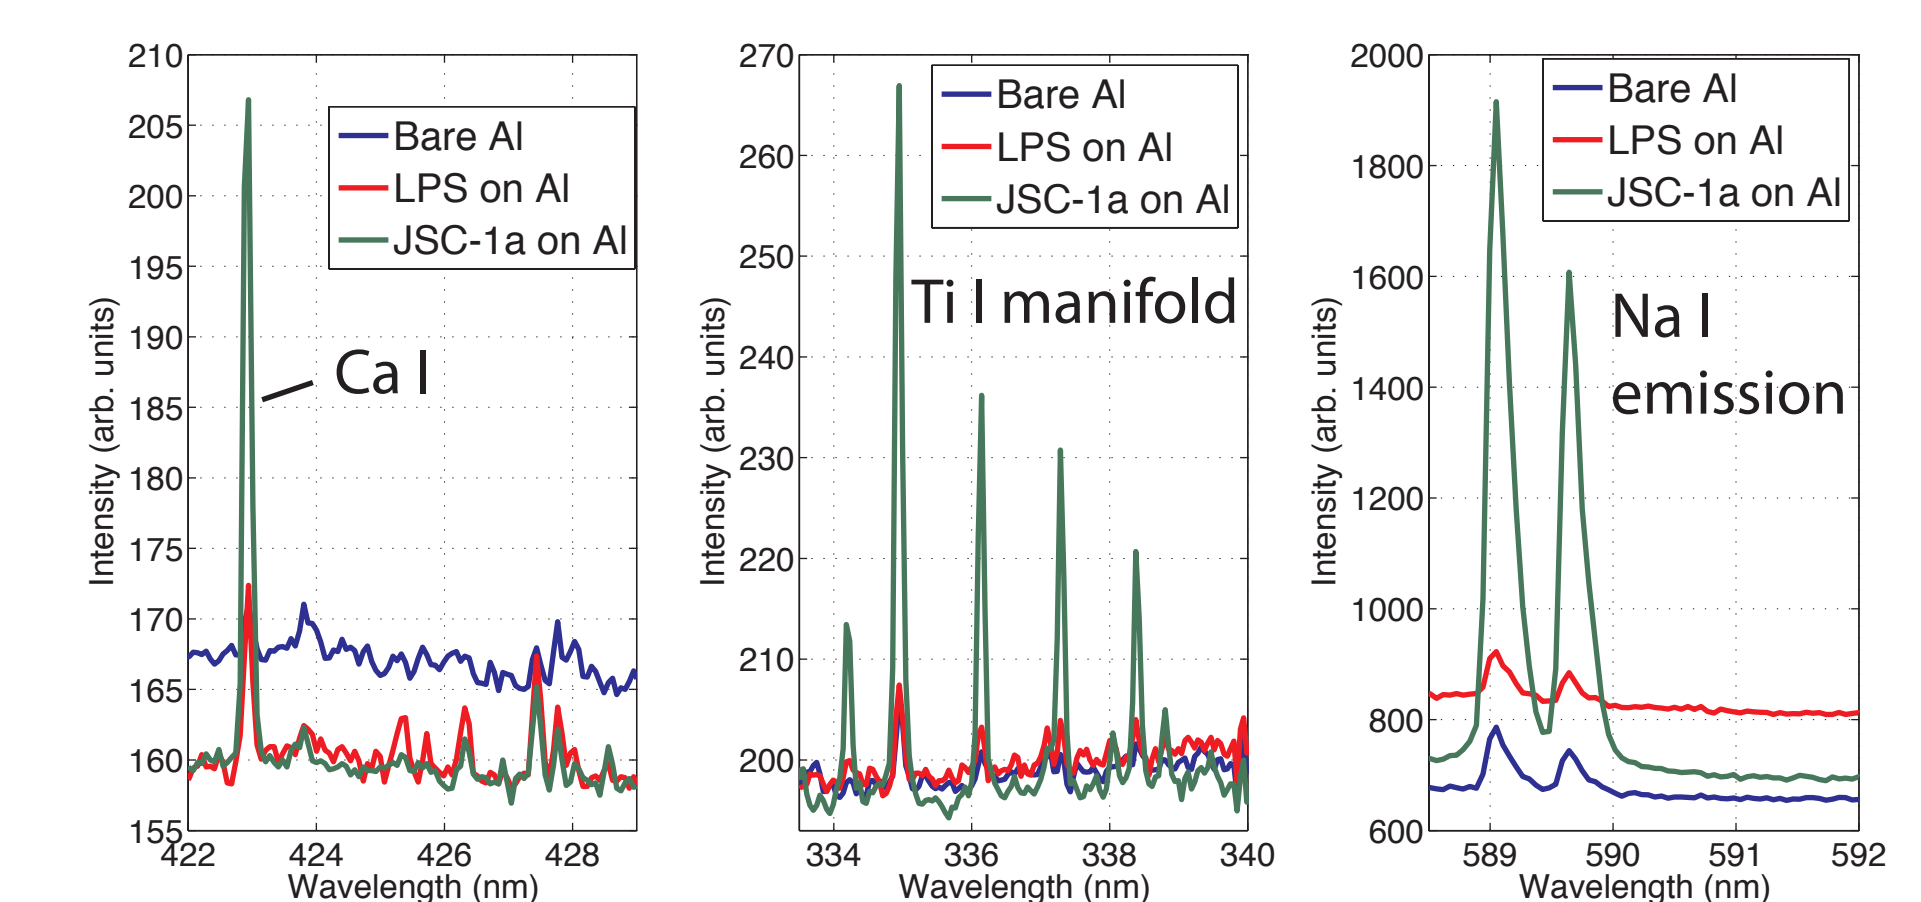 210
205
200
195
190
185
180
175
170
165
160
155
422 424 426 428
Intensity (arb. units)
Wavelength (nm)
Bare Al
LPS on Al
JSC-1a on Al
Ca I
270
260
250
240
230
220
210
200
334 336 338 340
Intensity (arb. units)
Wavelength (nm)
Bare Al
LPS on Al
JSC-1a on Al
Ti I manifold
2000
1800
1600
1400
1200
1000
800
600
589 590 591 592
Intensity (arb. units)
Wavelength (nm)
Bare Al
LPS on Al
JSC-1a on Al
Na I
emission